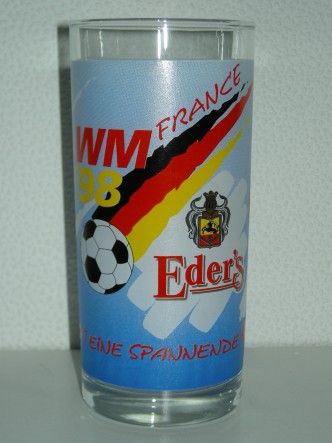 FRANCE
WM
98
Eder's
EINE SPANNENDE